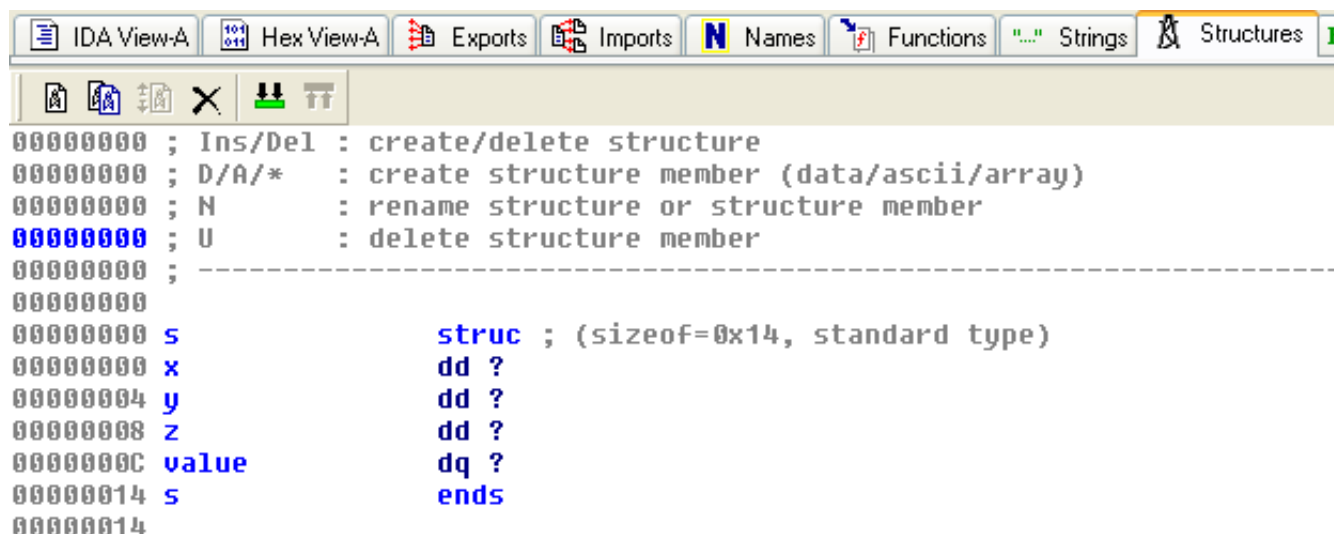 IDA View-A Hex View-A Exports Imports N Names Functions "..." Strings Structures
00000000 ; Ins/Del : create/delete structure
00000000 ; D/A/* : create structure member (data/ascii/array)
00000000 ; N : rename structure or structure member
00000000 ; U : delete structure member
00000000 ; ------------------------------------------------------------------
00000000
00000000 s struc ; (sizeof=0x14, standard type)
00000000 x dd ?
00000004 y dd ?
00000008 z dd ?
0000000C value dq ?
00000014 s ends
00000014